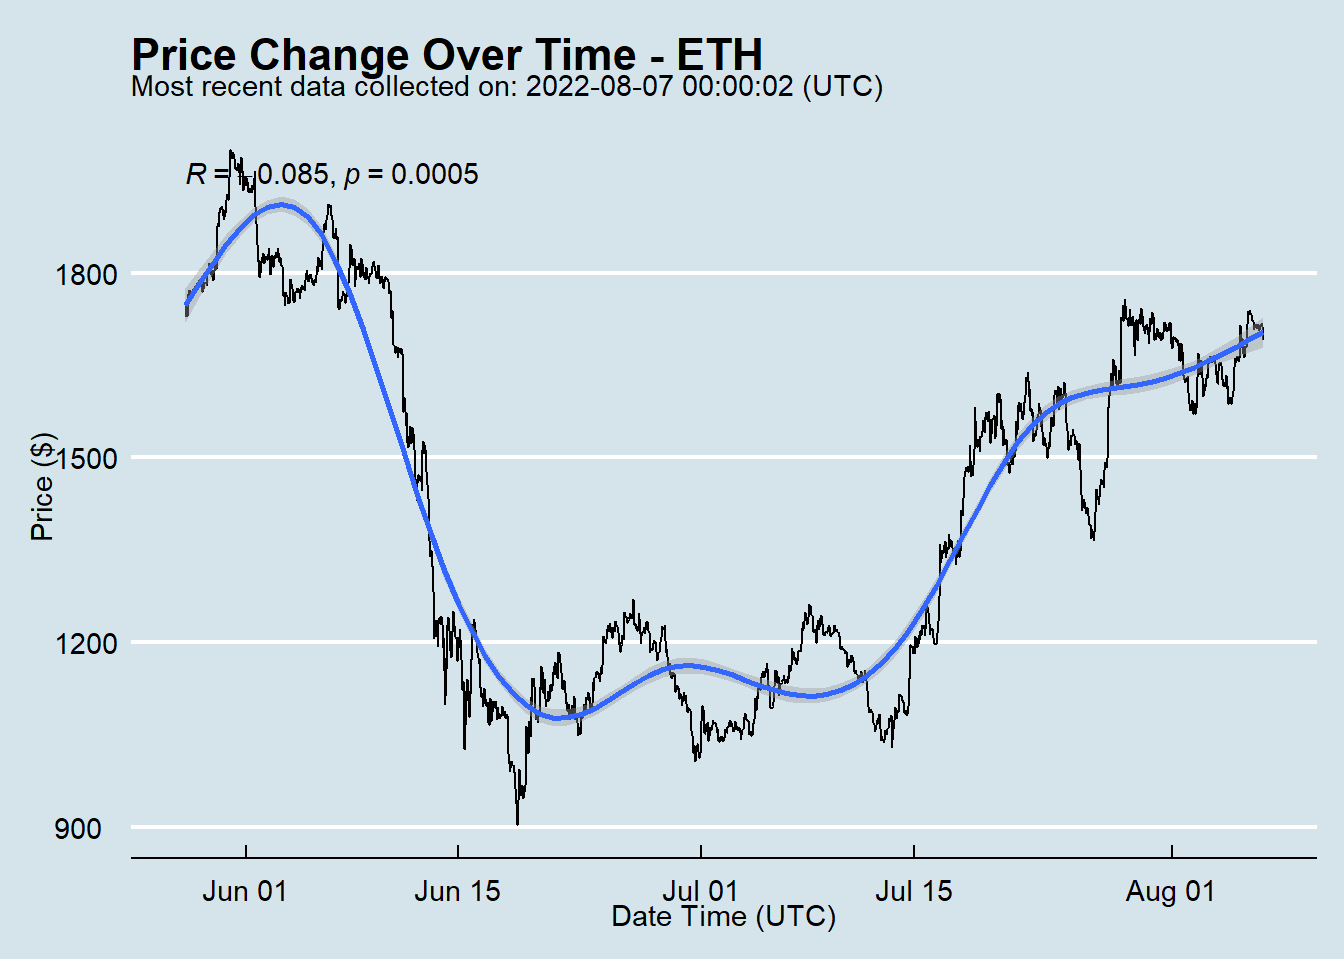 Price Change Over Time - ETH
Most recent data collected on: 2022-08-07 00:00:02 (UTC)
R = −0.085, p = 0.0005
1800
1500
1200
900
Price ($)
Jun 01
Jun 15
Jul 01
Jul 15
Aug 01
Date Time (UTC)